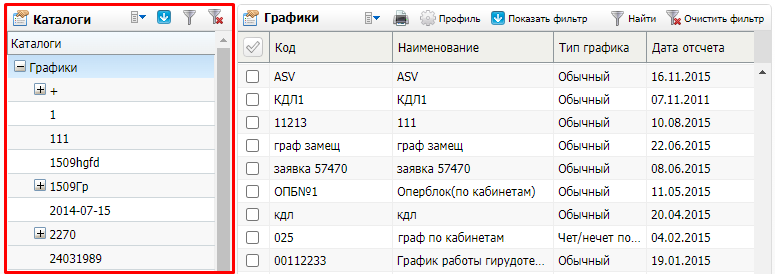 Каталоги
Каталоги
Графики
+
1
111
1509hgfd
1509Гр
2014-07-15
2270
24031989
Графики Профиль Показать фильтр Найти Очистить фильтр
Код Наименование Тип графика Дата отсчета
ASV ASV Обычный 16.11.2015
КДЛ1 КДЛ1 Обычный 07.11.2011
11213 111 Обычный 10.08.2015
граф замещ граф замещ Обычный 22.06.2015
заявка 57470 заявка 57470 Обычный 08.06.2015
ОПБ№1 Оперблок(по кабинетам) Обычный 11.05.2015
кдл кдл Обычный 20.04.2015
025 граф по кабинетам Чет/нечет по... 04.02.2015
00112233 График работы гирудоте... Обычный 19.01.2015